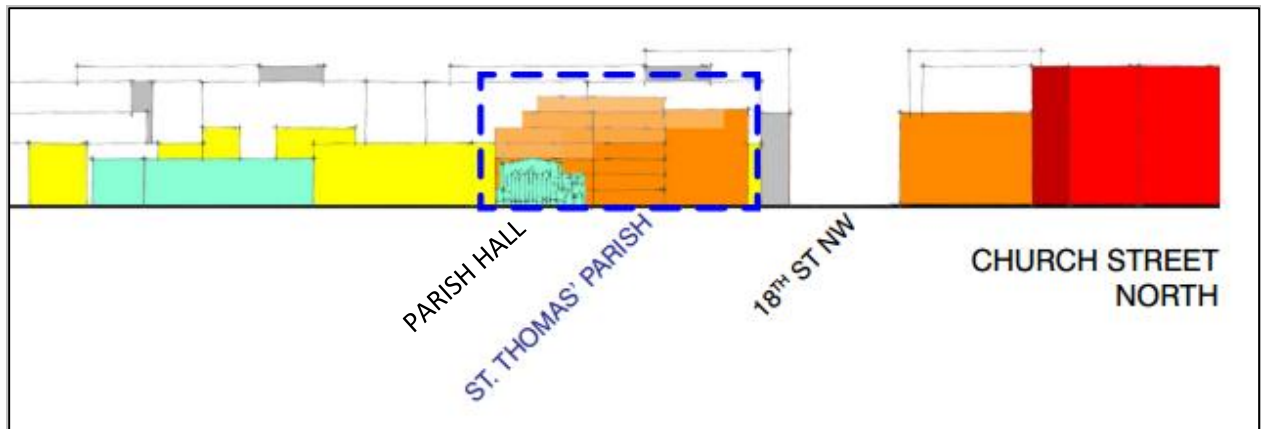 PARISH HALL
ST. THOMAS' PARISH
18TH ST NW
CHURCH STREET
NORTH